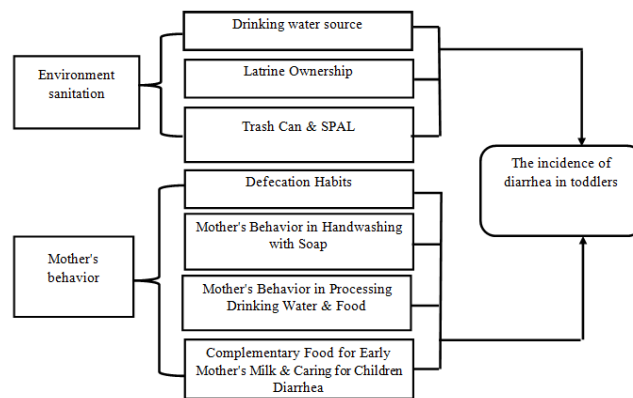 Environment
sanitation
Drinking water source
Latrine Ownership
Trash Can & SPAL
Mother's
behavior
Defecation Habits
Mother's Behavior in Handwashing
with Soap
Mother's Behavior in Processing
Drinking Water & Food
Complementary Food for Early
Mother's Milk & Caring for Children
Diarrhea
The incidence of
diarrhea in toddlers